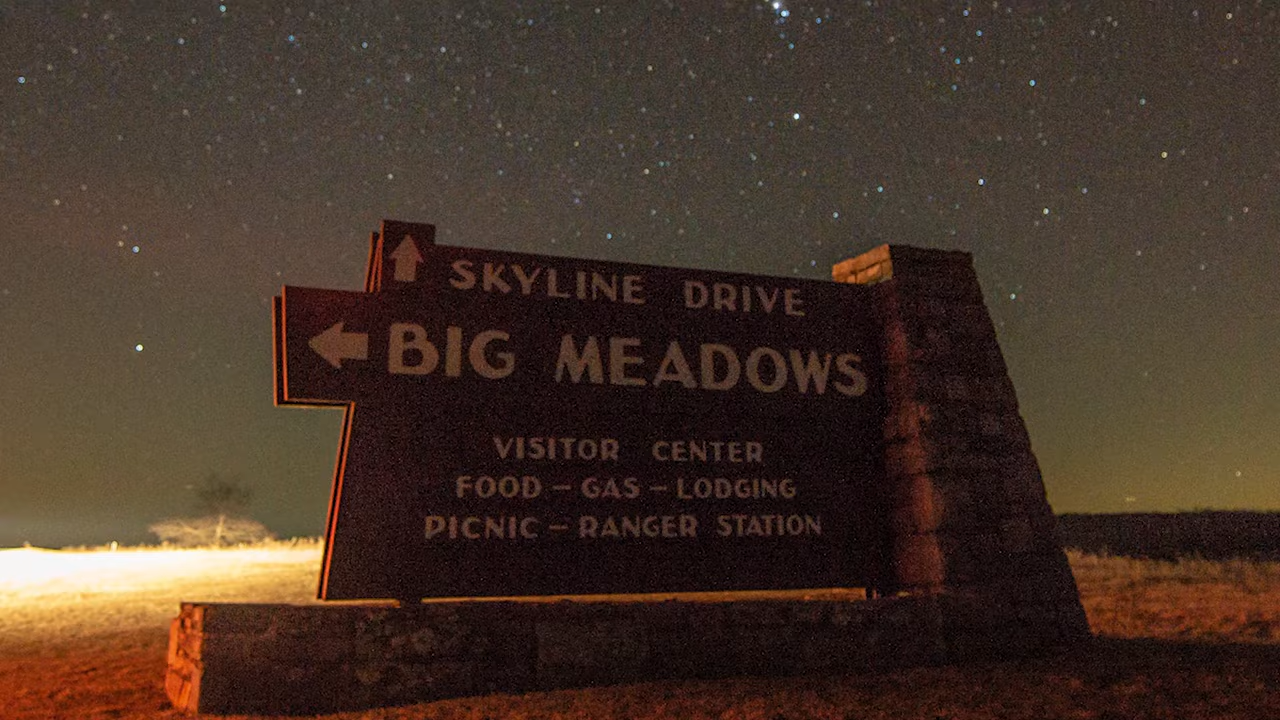 SKYLINE DRIVE
BIG MEADOWS
VISITOR CENTER
FOOD – GAS – LODGING
PICNIC – RANGER STATION